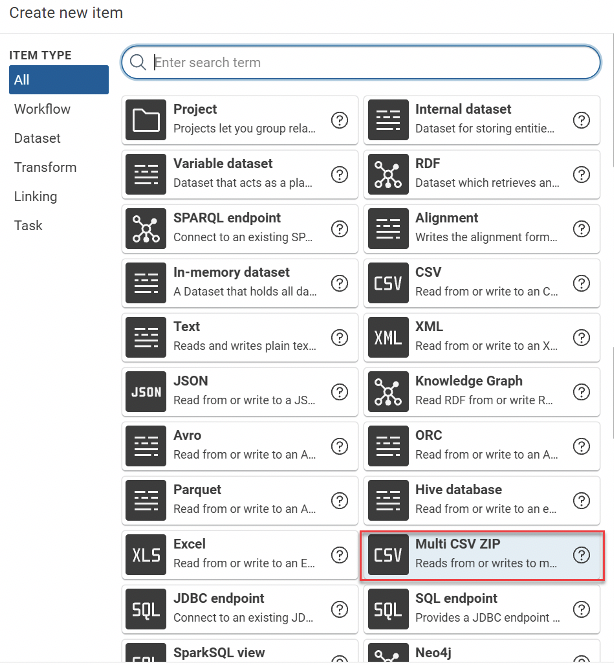 Create new item
ITEM TYPE
All
Workflow
Dataset
Transform
Linking
Task
Enter search term
Project
Projects let you group rela...
Internal dataset
Dataset for storing entitie...
Variable dataset
Dataset that acts as a pla...
RDF
Dataset which retrieves an...
SPARQL endpoint
Connect to an existing SP...
Alignment
Writes the alignment form...
In-memory dataset
A Dataset that holds all da...
CSV
CSV
Read from or write to an C...
Text
Reads and writes plain tex...
XML
XML
Read from or write to an X...
JSON
JSON
Read from or write to a JS...
Knowledge Graph
Read RDF from or write R...
Avro
Read from or write to an A...
ORC
Read from or write to an A...
Parquet
Read from or write to an A...
Hive database
Read from or write to an e...
XLS
Excel
Read from or write to an E...
CSV
Multi CSV ZIP
Reads from or writes to m...
SQL
JDBC endpoint
Connect to an existing JD...
SQL
SQL endpoint
Provides a JDBC endpoint ...
SQL
SparkSQL view
Neo4j